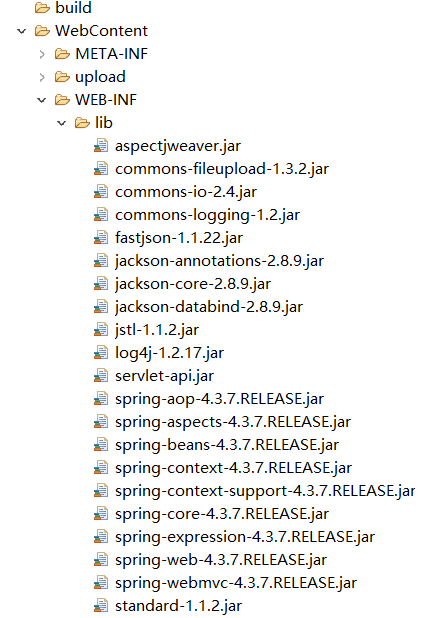 build
WebContent
META-INF
upload
WEB-INF
lib
aspectjweaver.jar
commons-fileupload-1.3.2.jar
commons-io-2.4.jar
commons-logging-1.2.jar
fastjson-1.1.22.jar
jackson-annotations-2.8.9.jar
jackson-core-2.8.9.jar
jackson-databind-2.8.9.jar
jstl-1.1.2.jar
log4j-1.2.17.jar
servlet-api.jar
spring-aop-4.3.7.RELEASE.jar
spring-aspects-4.3.7.RELEASE.jar
spring-beans-4.3.7.RELEASE.jar
spring-context-4.3.7.RELEASE.jar
spring-context-support-4.3.7.RELEASE.jar
spring-core-4.3.7.RELEASE.jar
spring-expression-4.3.7.RELEASE.jar
spring-web-4.3.7.RELEASE.jar
spring-webmvc-4.3.7.RELEASE.jar
standard-1.1.2.jar